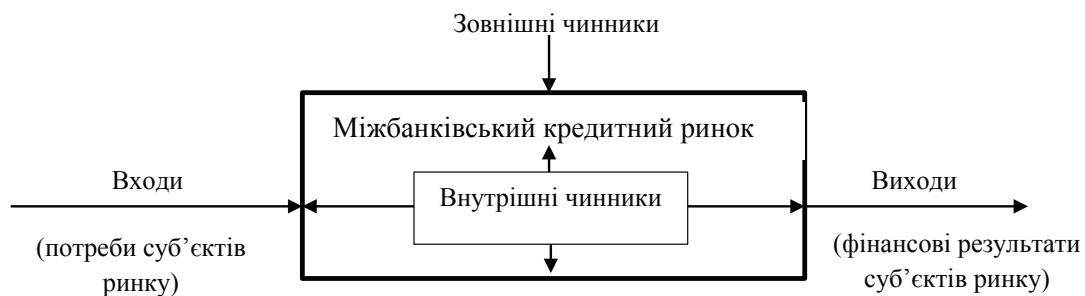 Зовнішні чинники
Міжбанківський кредитний ринок
Входи
Внутрішні чинники
Виходи
(потреби суб’єктів
ринку)
(фінансові результати
суб’єктів ринку)